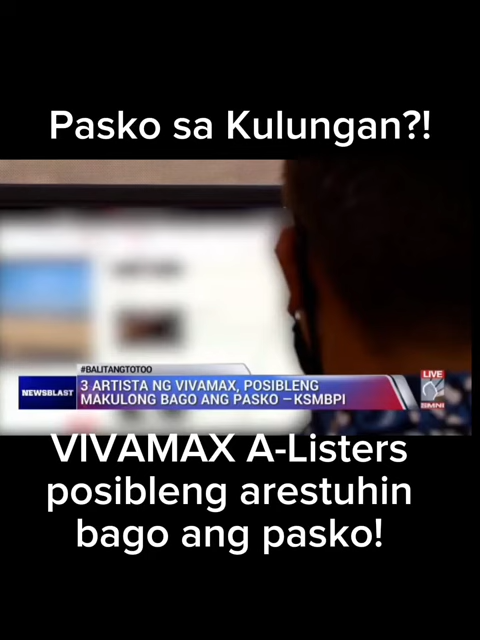 Pasko sa Kulungan?!
#BALITANGTOTOO
NEWSBLAST
3 ARTISTA NG VIVAMAX, POSIBLENG
MAKULONG BAGO ANG PASKO – KSMBPI
LIVE
SMNI
VIVAMAX A-Listers
posibleng arestuhin
bago ang pasko!